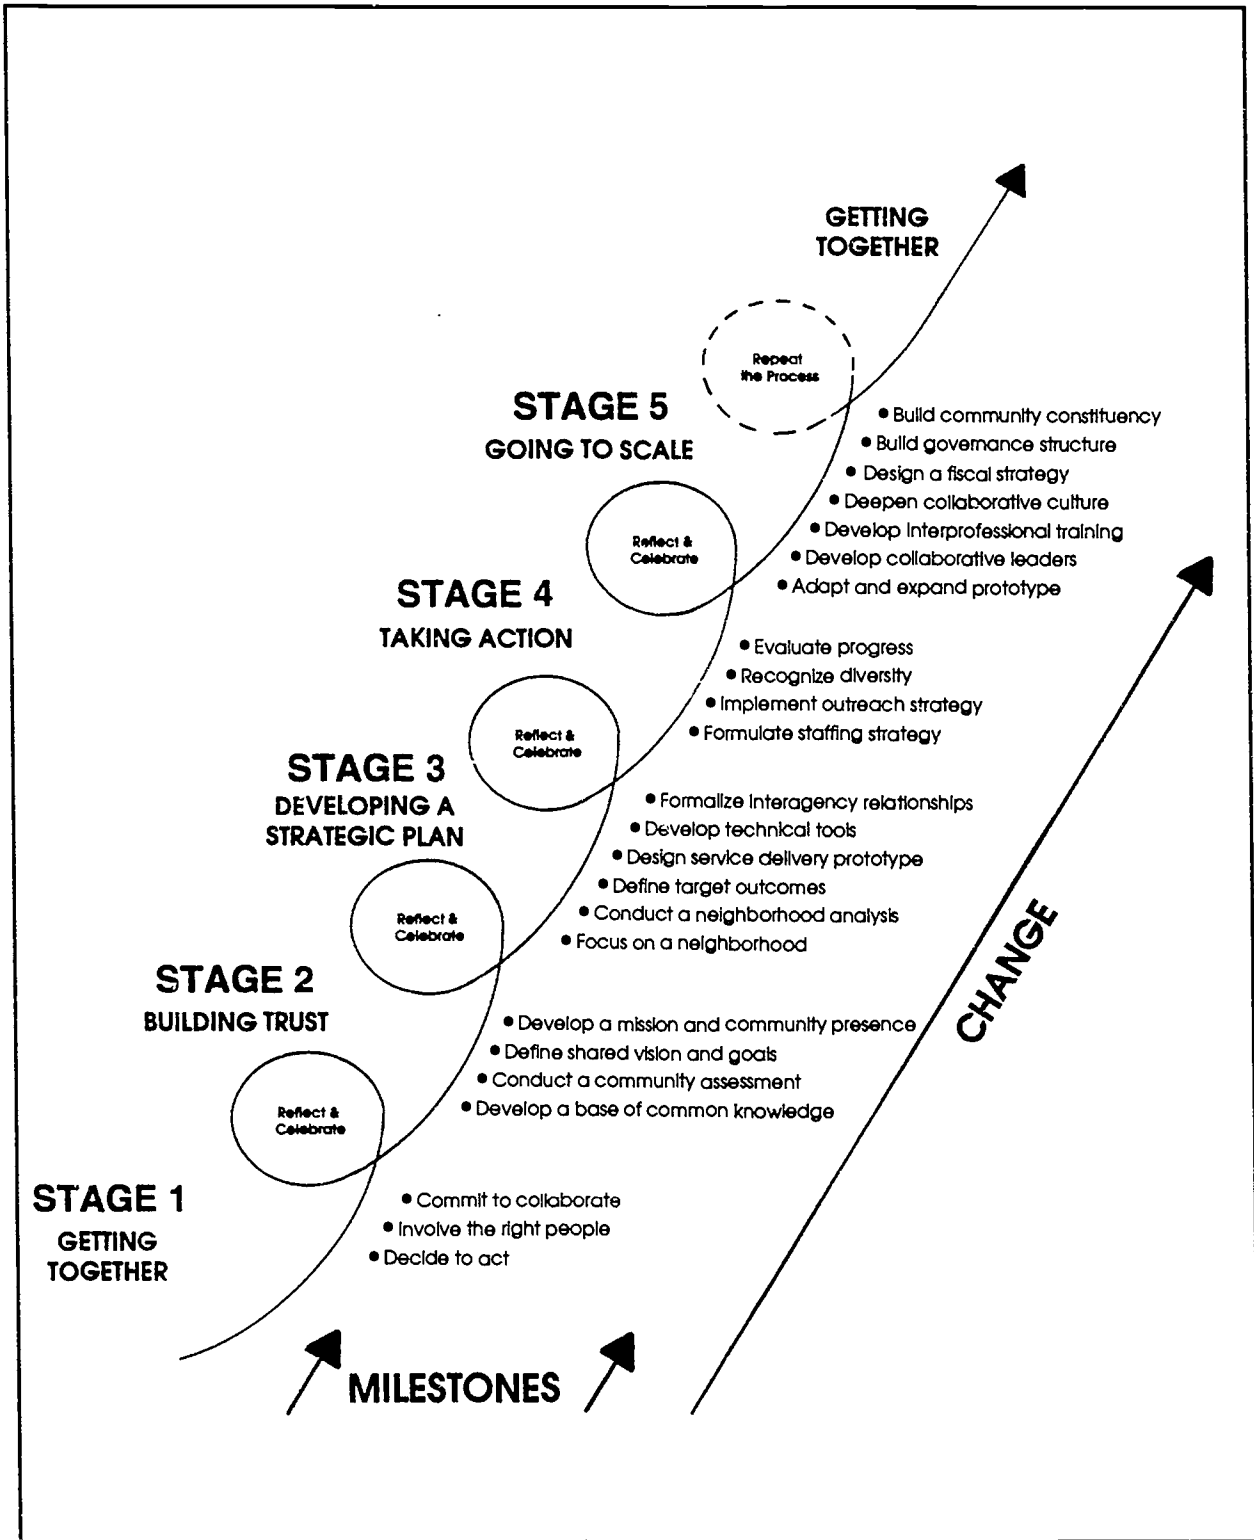 GETTING
TOGETHER
Repeat
the Process
STAGE 5
GOING TO SCALE
● Build community constituency
● Build governance structure
● Design a fiscal strategy
● Deepen collaborative culture
● Develop interprofessional training
● Develop collaborative leaders
● Adapt and expand prototype
Reflect &
Celebrate
STAGE 4
TAKING ACTION
● Evaluate progress
● Recognize diversity
● Implement outreach strategy
● Formulate staffing strategy
Reflect &
Celebrate
STAGE 3
DEVELOPING A
STRATEGIC PLAN
● Formalize interagency relationships
● Develop technical tools
● Design service delivery prototype
● Define target outcomes
● Conduct a neighborhood analysis
● Focus on a neighborhood
Reflect &
Celebrate
STAGE 2
BUILDING TRUST
● Develop a mission and community presence
● Define shared vision and goals
● Conduct a community assessment
● Develop a base of common knowledge
Reflect &
Celebrate
STAGE 1
GETTING
TOGETHER
● Commit to collaborate
● Involve the right people
● Decide to act
MILESTONES
CHANGE